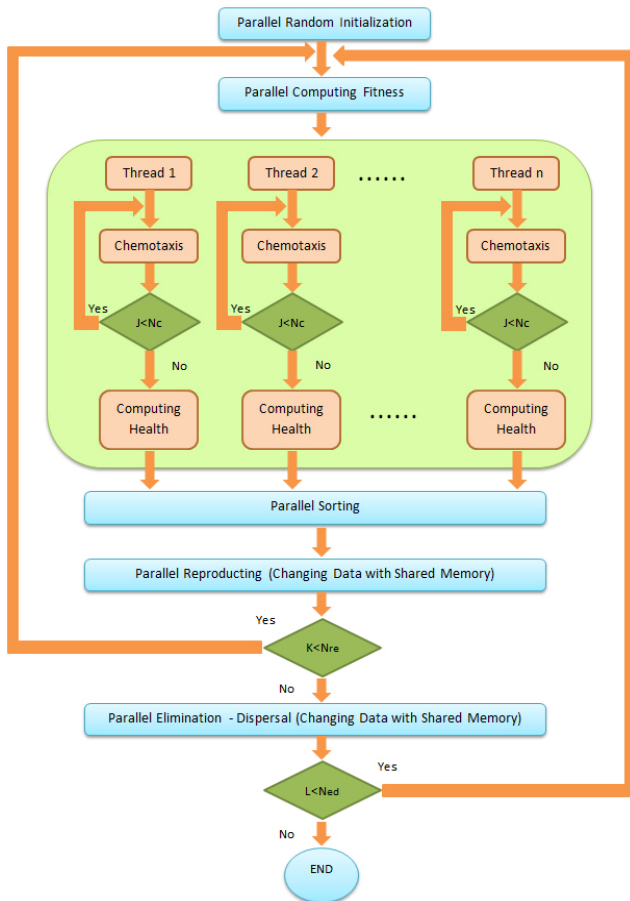 Parallel Random Initialization
Parallel Computing Fitness
Thread 1
Thread 2
......
Thread n
Chemotaxis
Chemotaxis
Chemotaxis
Yes
Yes
Yes
J<Nc
J<Nc
J<Nc
No
No
No
Computing
Health
Computing
Health
......
Computing
Health
Parallel Sorting
Parallel Reproducting (Changing Data with Shared Memory)
Yes
K<Nre
No
Parallel Elimination - Dispersal (Changing Data with Shared Memory)
Yes
L<Ned
No
END